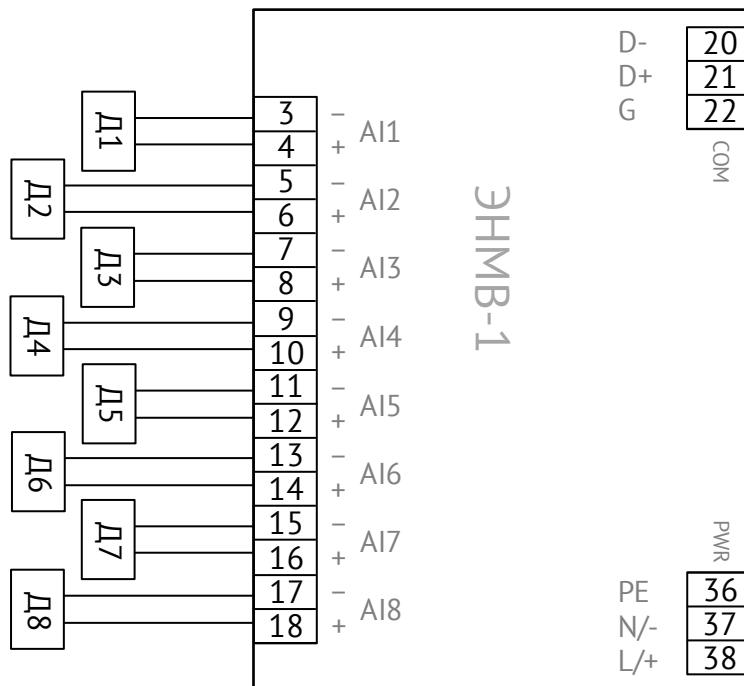 D- 20
D+ 21
G 22
COM
Д1
3 −
4 +
AI1
Д2
5 −
6 +
AI2
Д3
7 −
8 +
AI3
Д4
9 −
10 +
AI4
Д5
11 −
12 +
AI5
Д6
13 −
14 +
AI6
Д7
15 −
16 +
AI7
Д8
17 −
18 +
AI8
ЭНМВ-1
PWR
PE 36
N/- 37
L/+ 38